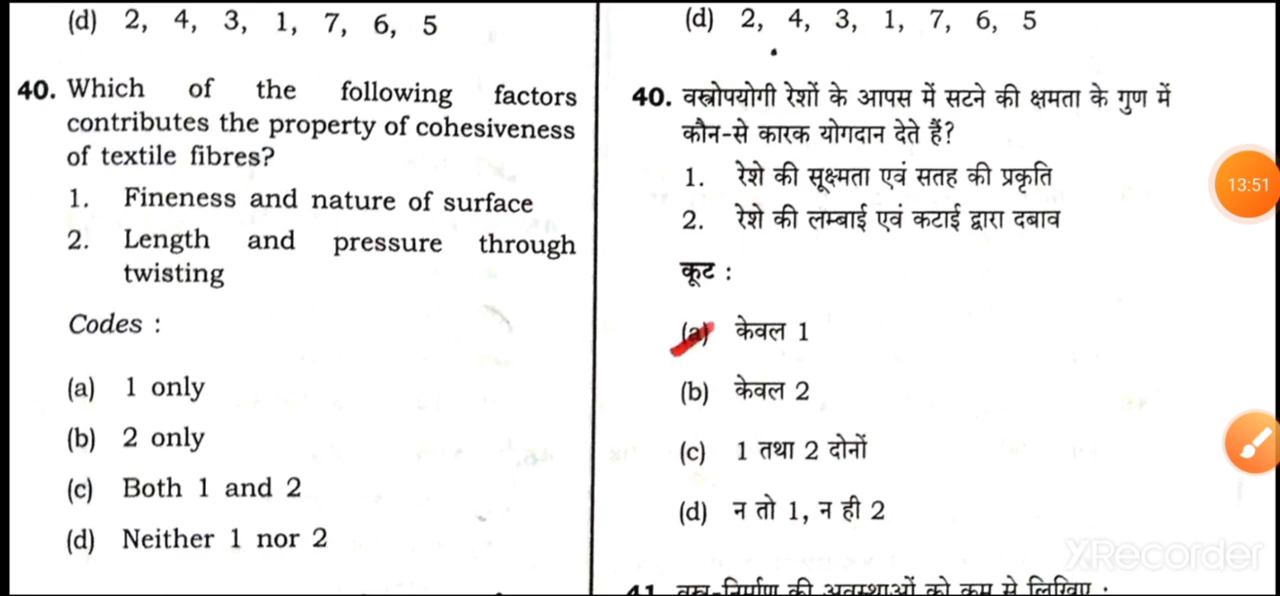 (d) 2, 4, 3, 1, 7, 6, 5
40. Which of the following factors
contributes the property of cohesiveness
of textile fibres?
1. Fineness and nature of surface
2. Length and pressure through
twisting
Codes :
(a) 1 only
(b) 2 only
(c) Both 1 and 2
(d) Neither 1 nor 2
(d) 2, 4, 3, 1, 7, 6, 5
40. वस्त्रोपयोगी रेशों के आपस में सटने की क्षमता के गुण में
कौन-से कारक योगदान देते हैं?
1. रेशे की सूक्ष्मता एवं सतह की प्रकृति
2. रेशे की लम्बाई एवं कटाई द्वारा दबाव
कूट :
(a) केवल 1
(b) केवल 2
(c) 1 तथा 2 दोनों
(d) न तो 1, न ही 2
41. वस्त्र-निर्माण की अवस्थाओं को क्रम से लिखिए :
13:51
XRecorder